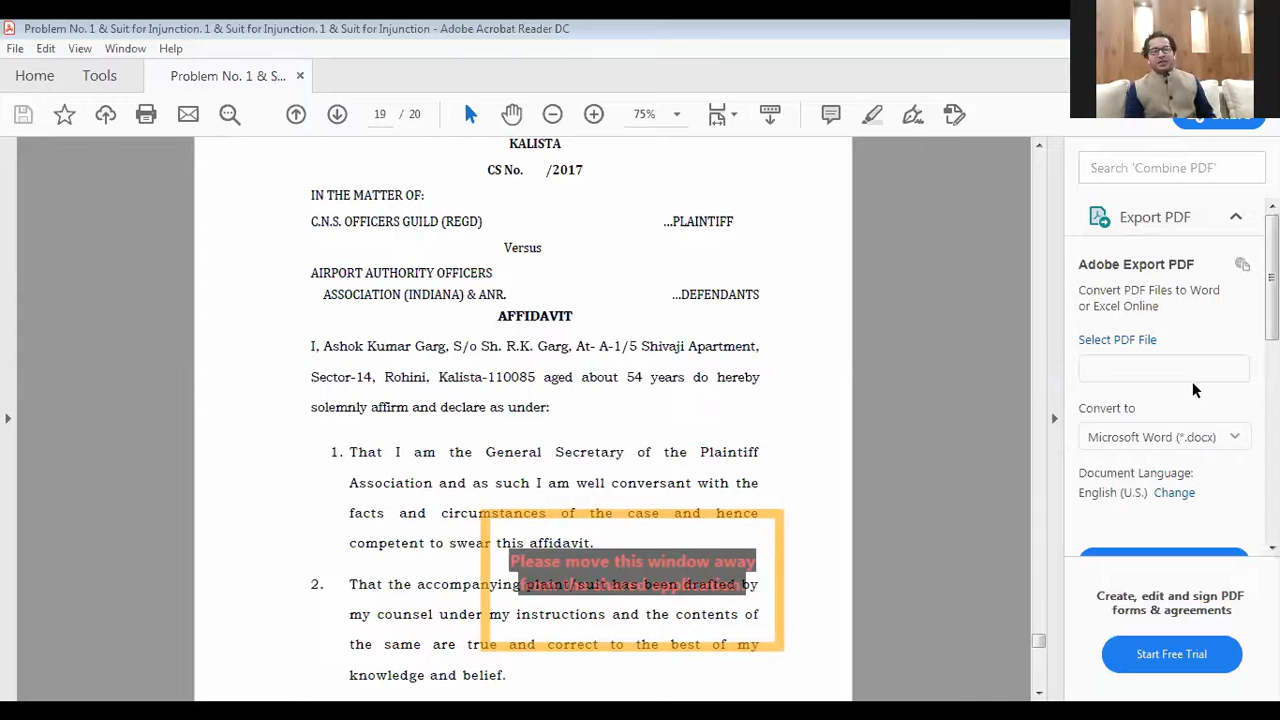 Problem No. 1 & Suit for Injunction. 1 & Suit for Injunction. 1 & Suit for Injunction - Adobe Acrobat Reader DC
File Edit View Window Help
Home Tools Problem No. 1 & S... ×
19 / 20 75%
KALISTA
CS No. /2017
IN THE MATTER OF:
C.N.S. OFFICERS GUILD (REGD) ...PLAINTIFF
Versus
AIRPORT AUTHORITY OFFICERS
ASSOCIATION (INDIANA) & ANR. ...DEFENDANTS
AFFIDAVIT
I, Ashok Kumar Garg, S/o Sh. R.K. Garg, At- A-1/5 Shivaji Apartment,
Sector-14, Rohini, Kalista-110085 aged about 54 years do hereby
solemnly affirm and declare as under:
1. That I am the General Secretary of the Plaintiff
Association and as such I am well conversant with the
facts and circumstances of the case and hence
competent to swear this affidavit.
Please move this window away
from the shared application
2. That the accompanying plaint/suit has been drafted by
my counsel under my instructions and the contents of
the same are true and correct to the best of my
knowledge and belief.
Search 'Combine PDF'
Export PDF
Adobe Export PDF
Convert PDF Files to Word
or Excel Online
Select PDF File
Convert to
Microsoft Word (*.docx)
Document Language:
English (U.S.) Change
Create, edit and sign PDF
forms & agreements
Start Free Trial